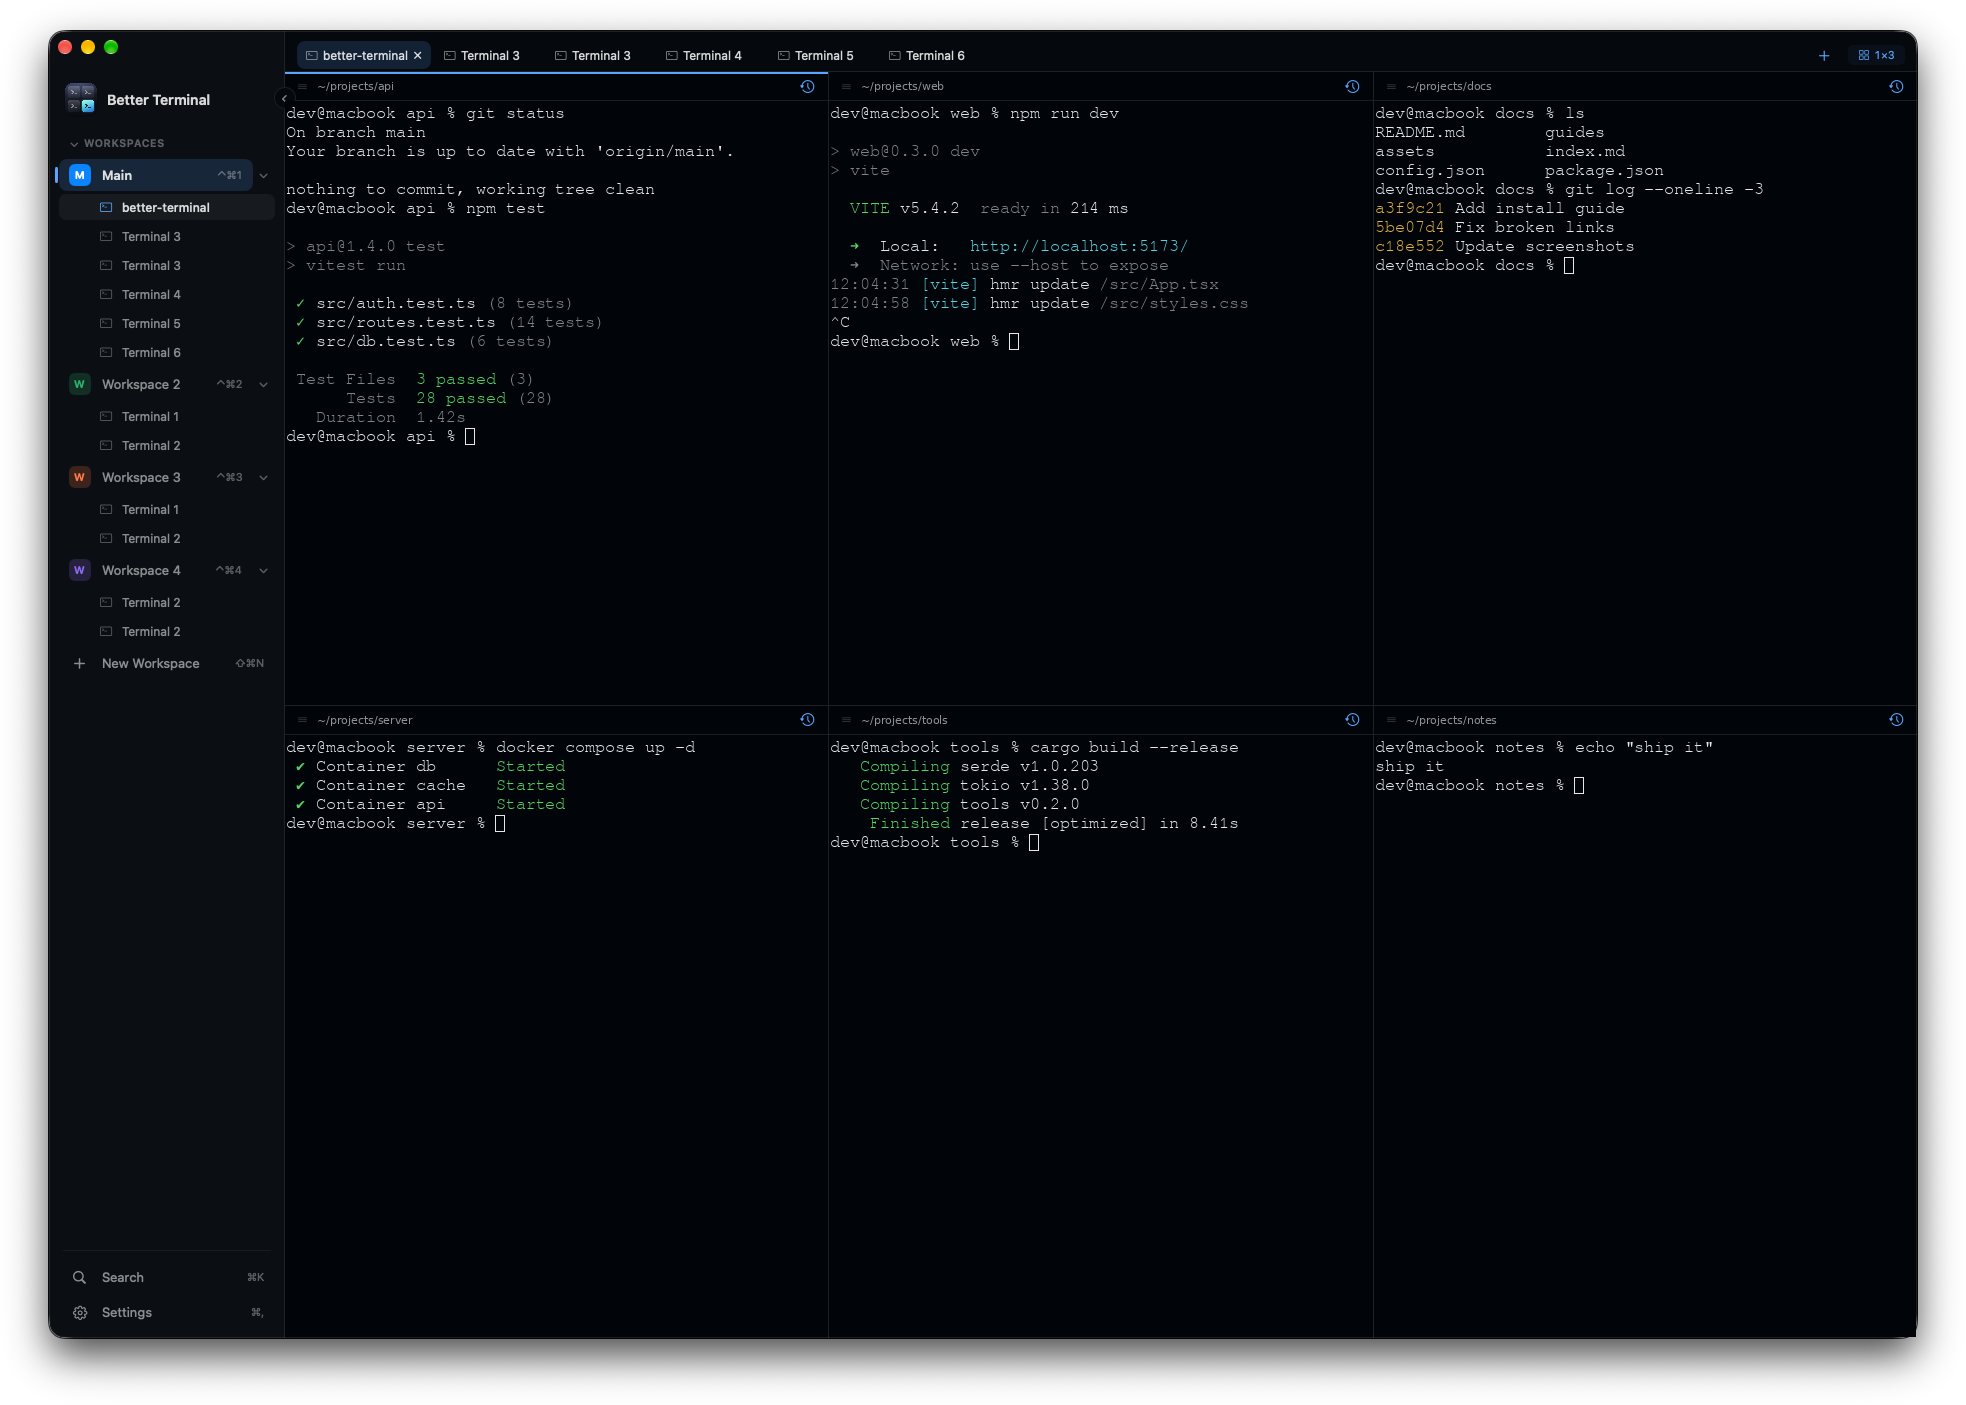 better-terminal ✕
Terminal 3
Terminal 3
Terminal 4
Terminal 5
Terminal 6
+
1×3
Better Terminal
WORKSPACES
M Main ^⌘1
better-terminal
Terminal 3
Terminal 3
Terminal 4
Terminal 5
Terminal 6
W Workspace 2 ^⌘2
Terminal 1
Terminal 2
W Workspace 3 ^⌘3
Terminal 1
Terminal 2
W Workspace 4 ^⌘4
Terminal 2
Terminal 2
+ New Workspace ⇧⌘N
Search ⌘K
Settings ⌘,
~/projects/api
dev@macbook api % git status
On branch main
Your branch is up to date with 'origin/main'.
nothing to commit, working tree clean
dev@macbook api % npm test
> api@1.4.0 test
> vitest run
✓ src/auth.test.ts (8 tests)
✓ src/routes.test.ts (14 tests)
✓ src/db.test.ts (6 tests)
Test Files 3 passed (3)
Tests 28 passed (28)
Duration 1.42s
dev@macbook api %
~/projects/web
dev@macbook web % npm run dev
> web@0.3.0 dev
> vite
VITE v5.4.2 ready in 214 ms
➜ Local: http://localhost:5173/
➜ Network: use --host to expose
12:04:31 [vite] hmr update /src/App.tsx
12:04:58 [vite] hmr update /src/styles.css
^C
dev@macbook web %
~/projects/docs
dev@macbook docs % ls
README.md guides
assets index.md
config.json package.json
dev@macbook docs % git log --oneline -3
a3f9c21 Add install guide
5be07d4 Fix broken links
c18e552 Update screenshots
dev@macbook docs %
~/projects/server
dev@macbook server % docker compose up -d
✔ Container db Started
✔ Container cache Started
✔ Container api Started
dev@macbook server %
~/projects/tools
dev@macbook tools % cargo build --release
Compiling serde v1.0.203
Compiling tokio v1.38.0
Compiling tools v0.2.0
Finished release [optimized] in 8.41s
dev@macbook tools %
~/projects/notes
dev@macbook notes % echo "ship it"
ship it
dev@macbook notes %